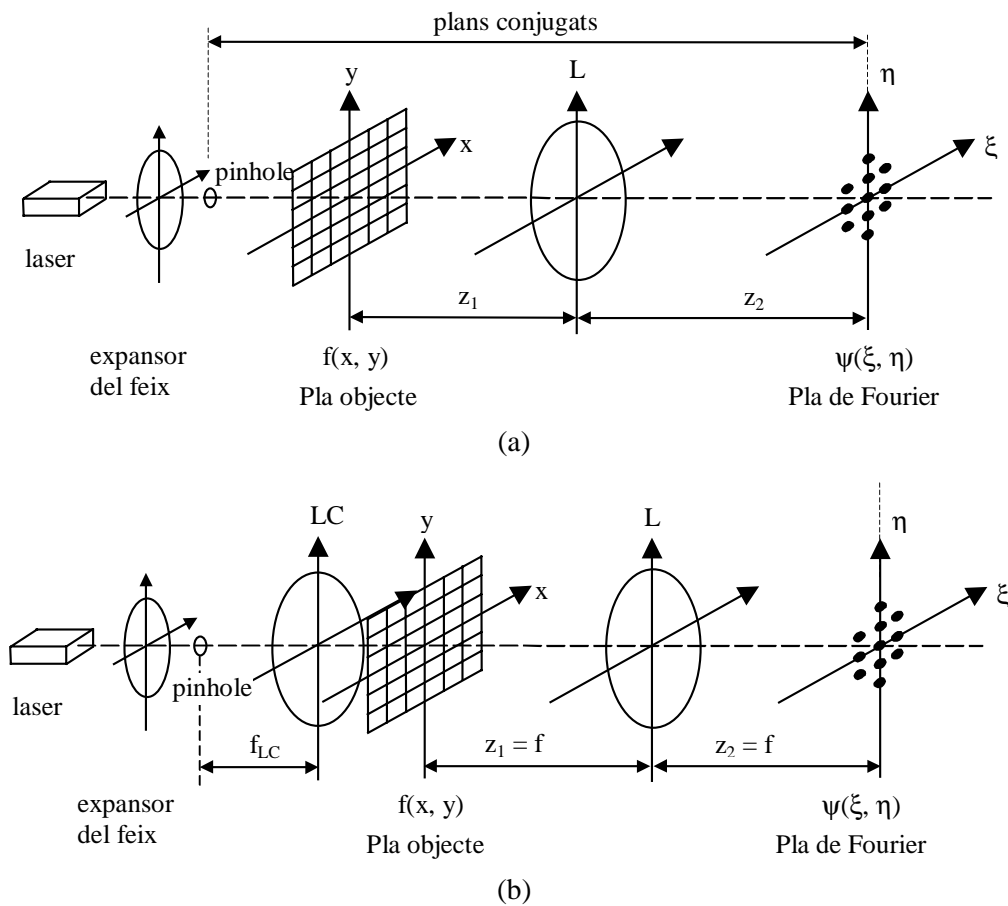 plans conjugats
y
L
η
x
ξ
pinhole
laser
z₁
z₂
expansor
del feix
f(x, y)
Pla objecte
ψ(ξ, η)
Pla de Fourier
(a)
LC
y
L
η
x
ξ
pinhole
laser
f_LC
z₁ = f
z₂ = f
expansor
del feix
f(x, y)
Pla objecte
ψ(ξ, η)
Pla de Fourier
(b)